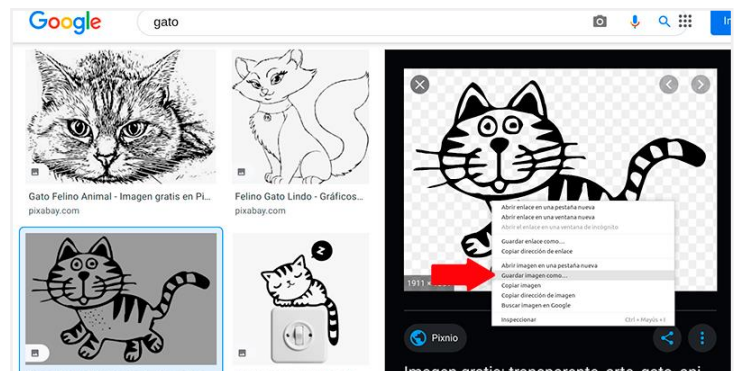 Google
gato
Gato Felino Animal - Imagen gratis en Pi...
pixabay.com
Felino Gato Lindo - Gráficos...
pixabay.com
z
Abrir enlace en una pestaña nueva
Abrir enlace en una ventana nueva
Abrir el enlace en una ventana de incógnito
Guardar enlace como...
Copiar dirección de enlace
Abrir imagen en una pestaña nueva
Guardar imagen como...
Copiar imagen
Copiar dirección de imagen
Buscar imagen en Google
Inspeccionar Ctrl+Mayús+I
1911 ×
Pixnio
Imagen gratis: transparente, arte, gato, ani